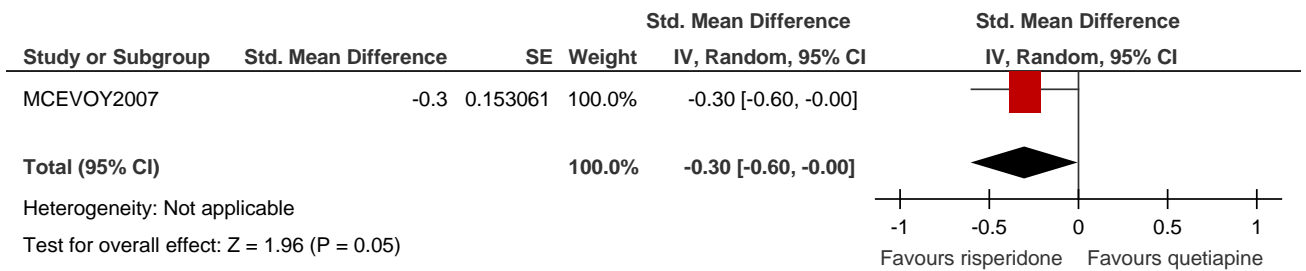 Std. Mean Difference Std. Mean Difference
Study or Subgroup Std. Mean Difference SE Weight IV, Random, 95% CI IV, Random, 95% CI
MCEVOY2007 -0.3 0.153061 100.0% -0.30 [-0.60, -0.00]
Total (95% CI) 100.0% -0.30 [-0.60, -0.00]
Heterogeneity: Not applicable
Test for overall effect: Z = 1.96 (P = 0.05)
-1 -0.5 0 0.5 1
Favours risperidone Favours quetiapine